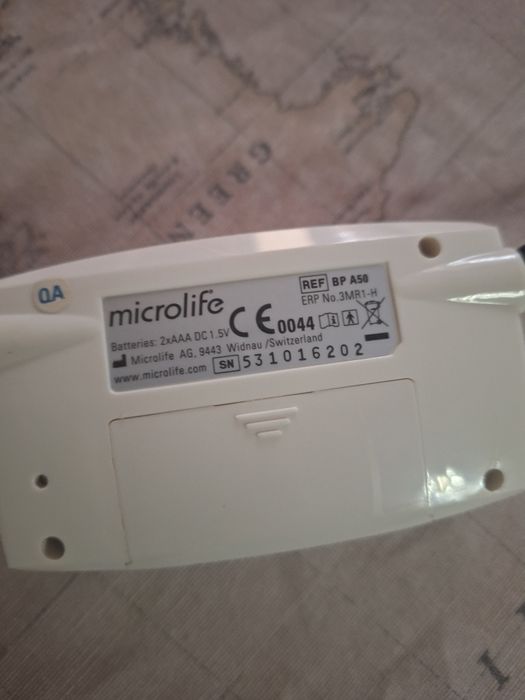 GREEN
QA
microlife
REF BP A50
ERP No.3MR1-H
Batteries: 2xAAA DC 1.5V
CE 0044
Microlife AG, 9443 Widnau /Switzerland
www.microlife.com
SN 531016202